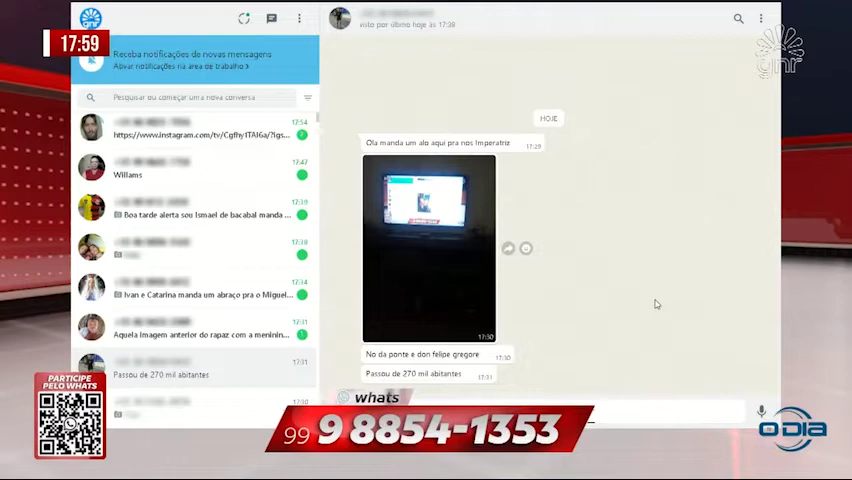 17:59
gnr
Receba notificações de novas mensagens
Ativar notificações na área de trabalho >
Pesquisar ou começar uma nova conversa
17:54
https://www.instagram.com/tv/CgfhyITAI6a/?igs...
17:47
Willams
17:39
Boa tarde alerta sou Ismael de bacabal manda ...
17:38
17:34
Ivan e Catarina manda um abraço pra o Miguel...
17:31
Aquela imagem anterior do rapaz com a meninin...
17:31
Passou de 270 mil abitantes
17:30
visto por último hoje às 17:38
gnr
HOJE
Ola manda um alo aqui pra nos Imperatriz
17:29
17:30
No da ponte e don felipe gregore
17:30
Passou de 270 mil abitantes
17:31
PARTICIPE
PELO WHATS
whats
99 9 8854-1353
O DIA